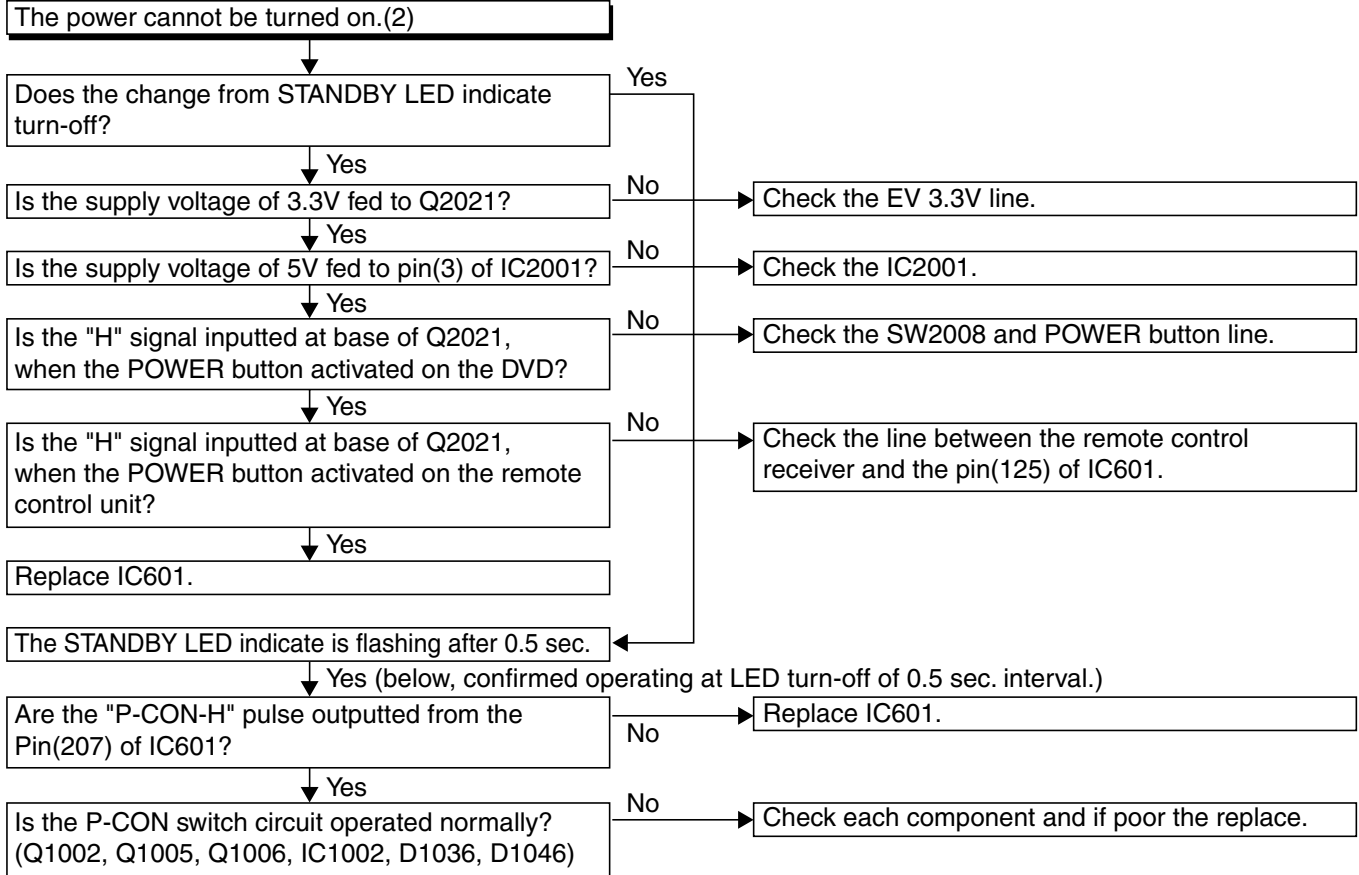 The power cannot be turned on.(2)
Does the change from STANDBY LED indicate
turn-off?
Yes
Yes
Is the supply voltage of 3.3V fed to Q2021?
No
Check the EV 3.3V line.
Yes
Is the supply voltage of 5V fed to pin(3) of IC2001?
No
Check the IC2001.
Yes
Is the "H" signal inputted at base of Q2021,
when the POWER button activated on the DVD?
No
Check the SW2008 and POWER button line.
Yes
Is the "H" signal inputted at base of Q2021,
when the POWER button activated on the remote
control unit?
No
Check the line between the remote control
receiver and the pin(125) of IC601.
Yes
Replace IC601.
The STANDBY LED indicate is flashing after 0.5 sec.
Yes (below, confirmed operating at LED turn-off of 0.5 sec. interval.)
Are the "P-CON-H" pulse outputted from the
Pin(207) of IC601?
No
Replace IC601.
Yes
Is the P-CON switch circuit operated normally?
(Q1002, Q1005, Q1006, IC1002, D1036, D1046)
No
Check each component and if poor the replace.